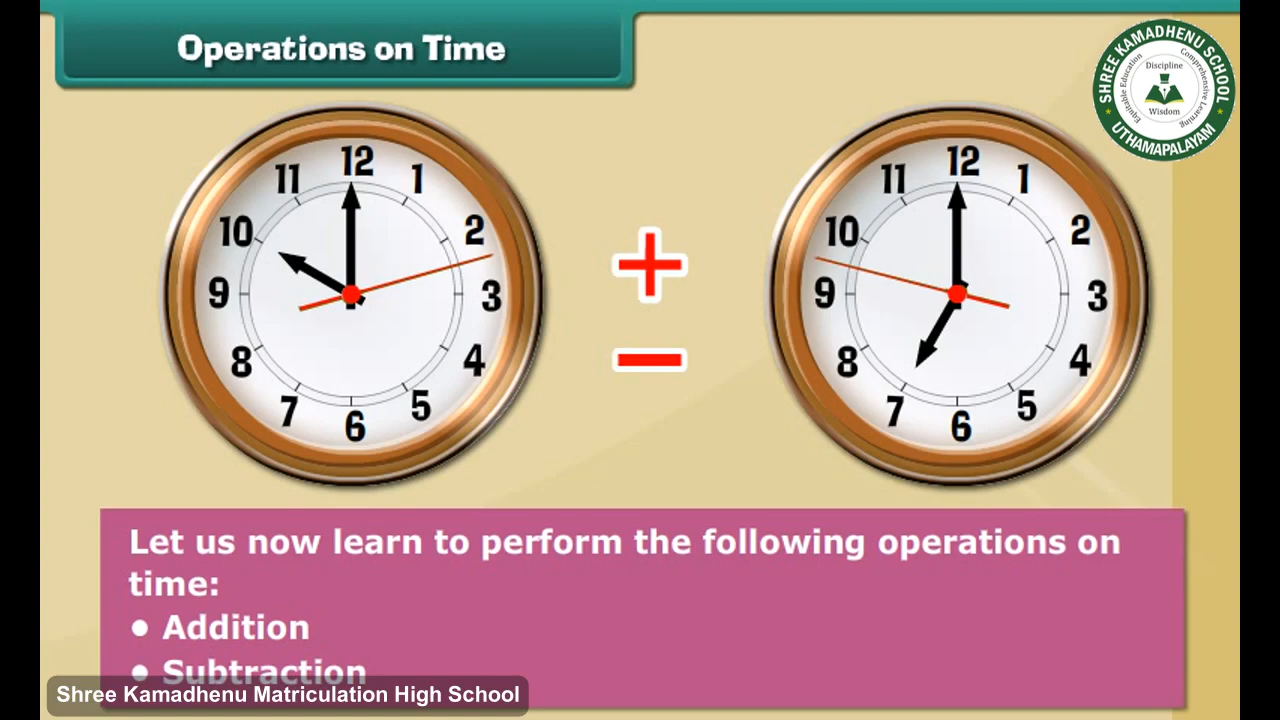 Operations on Time
SHREE KAMADHENU SCHOOL
Discipline
Equitable Education
Comprehensive Learning
Wisdom
UTHAMAPALAYAM
12
11
1
10
2
9
3
8
4
7
5
6
+
−
12
11
1
10
2
9
3
8
4
7
5
6
Let us now learn to perform the following operations on
time:
• Addition
• Subtraction
Shree Kamadhenu Matriculation High School